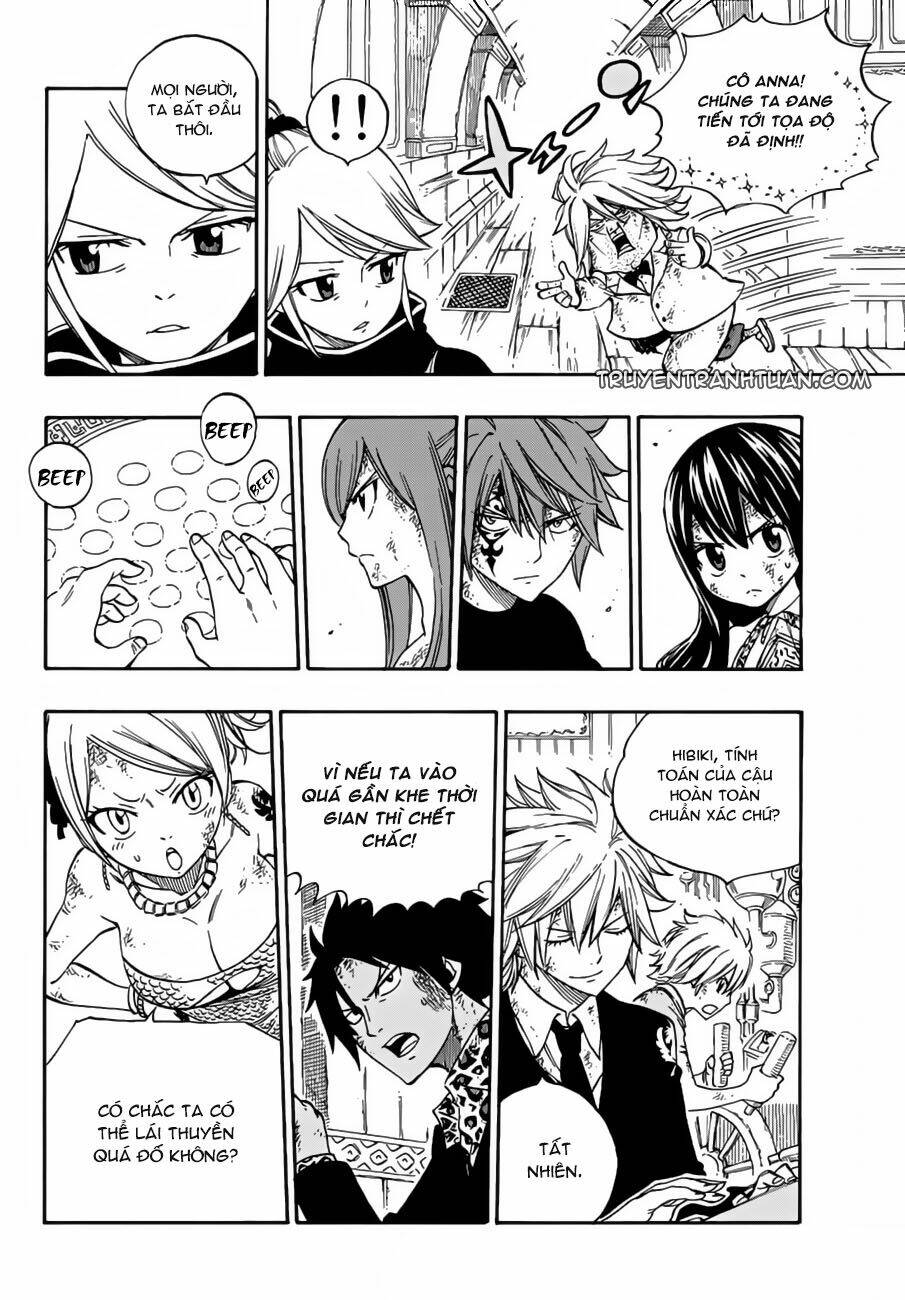 CÔ ANNA!
CHÚNG TA ĐANG
TIẾN TỚI TỌA ĐỘ
ĐÃ ĐỊNH!!
!!
MỌI NGƯỜI,
TA BẮT ĐẦU
THÔI.
TRUYENTRANHTUAN.COM
BEEP
BEEP
BEEP
HIBIKI, TÍNH
TOÁN CỦA CẬU
HOÀN TOÀN
CHUẨN XÁC CHỨ?
TẤT
NHIÊN.
VÌ NẾU TA VÀO
QUÁ GẦN KHE THỜI
GIAN THÌ CHẾT
CHẮC!
CÓ CHẮC TA CÓ
THỂ LÁI THUYỀN
QUÁ ĐỐ KHÔNG?